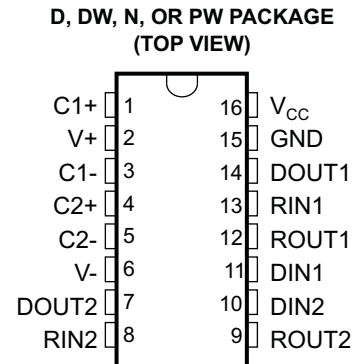 D, DW, N, OR PW PACKAGE
(TOP VIEW)
C1+ 1 16 VCC
V+ 2 15 GND
C1- 3 14 DOUT1
C2+ 4 13 RIN1
C2- 5 12 ROUT1
V- 6 11 DIN1
DOUT2 7 10 DIN2
RIN2 8 9 ROUT2